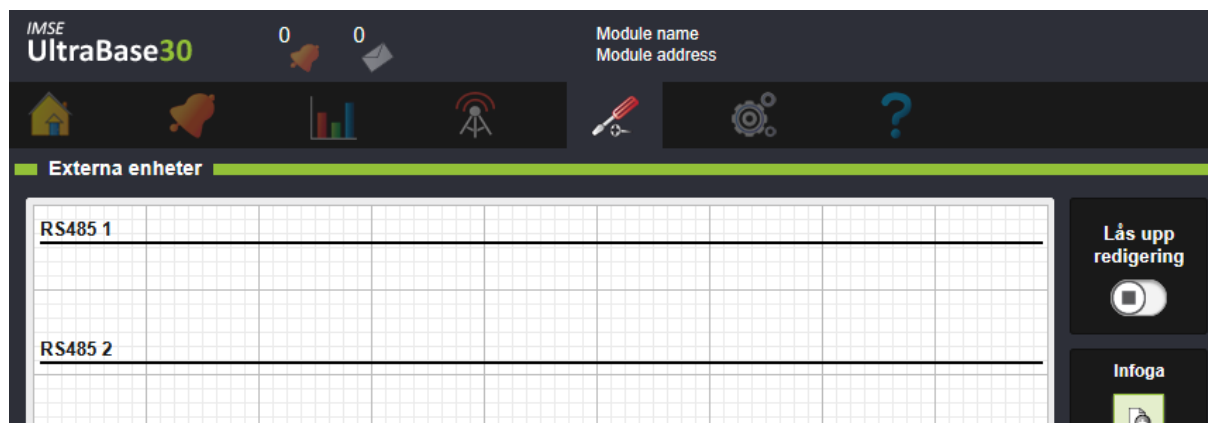 IMSE
UltraBase30
0
0
Module name
Module address
?
Externa enheter
RS485 1
Lås upp
redigering
RS485 2
Infoga